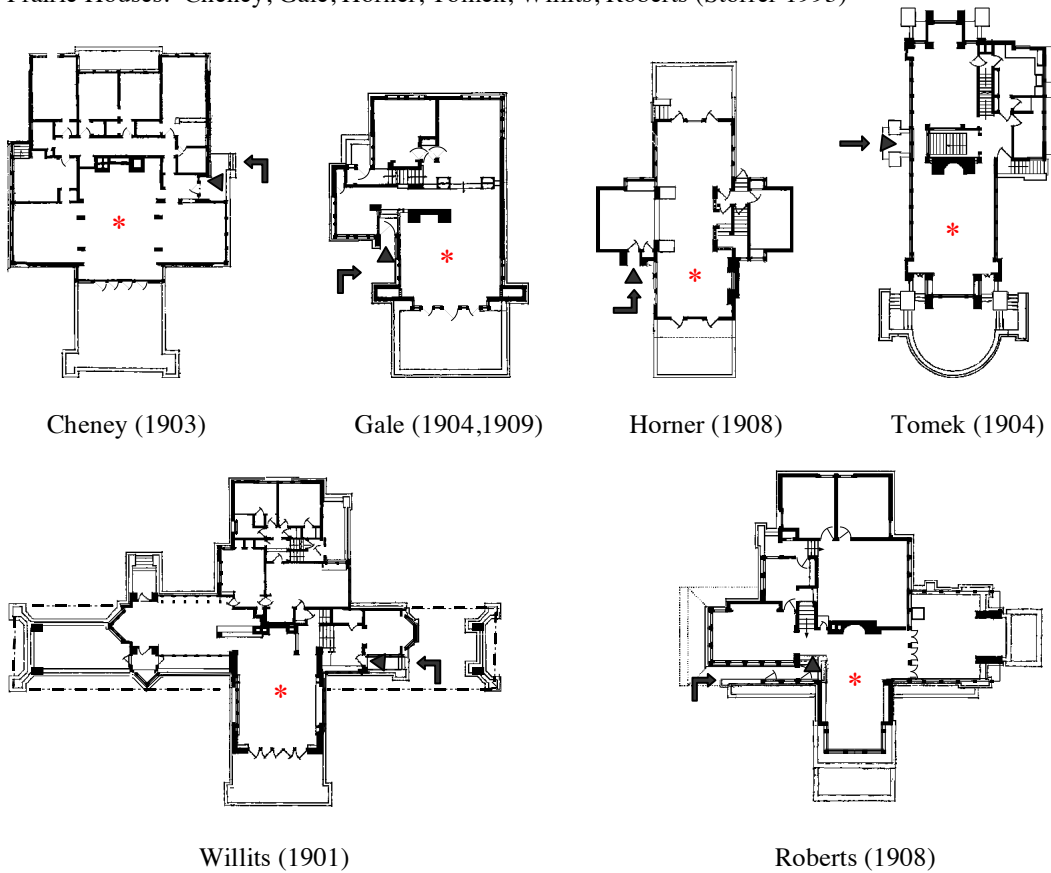 Prairie Houses: Cheney, Gale, Horner, Tomek, Willits, Roberts (Storrer 1993)
Cheney (1903)
Gale (1904,1909)
Horner (1908)
Tomek (1904)
Willits (1901)
Roberts (1908)